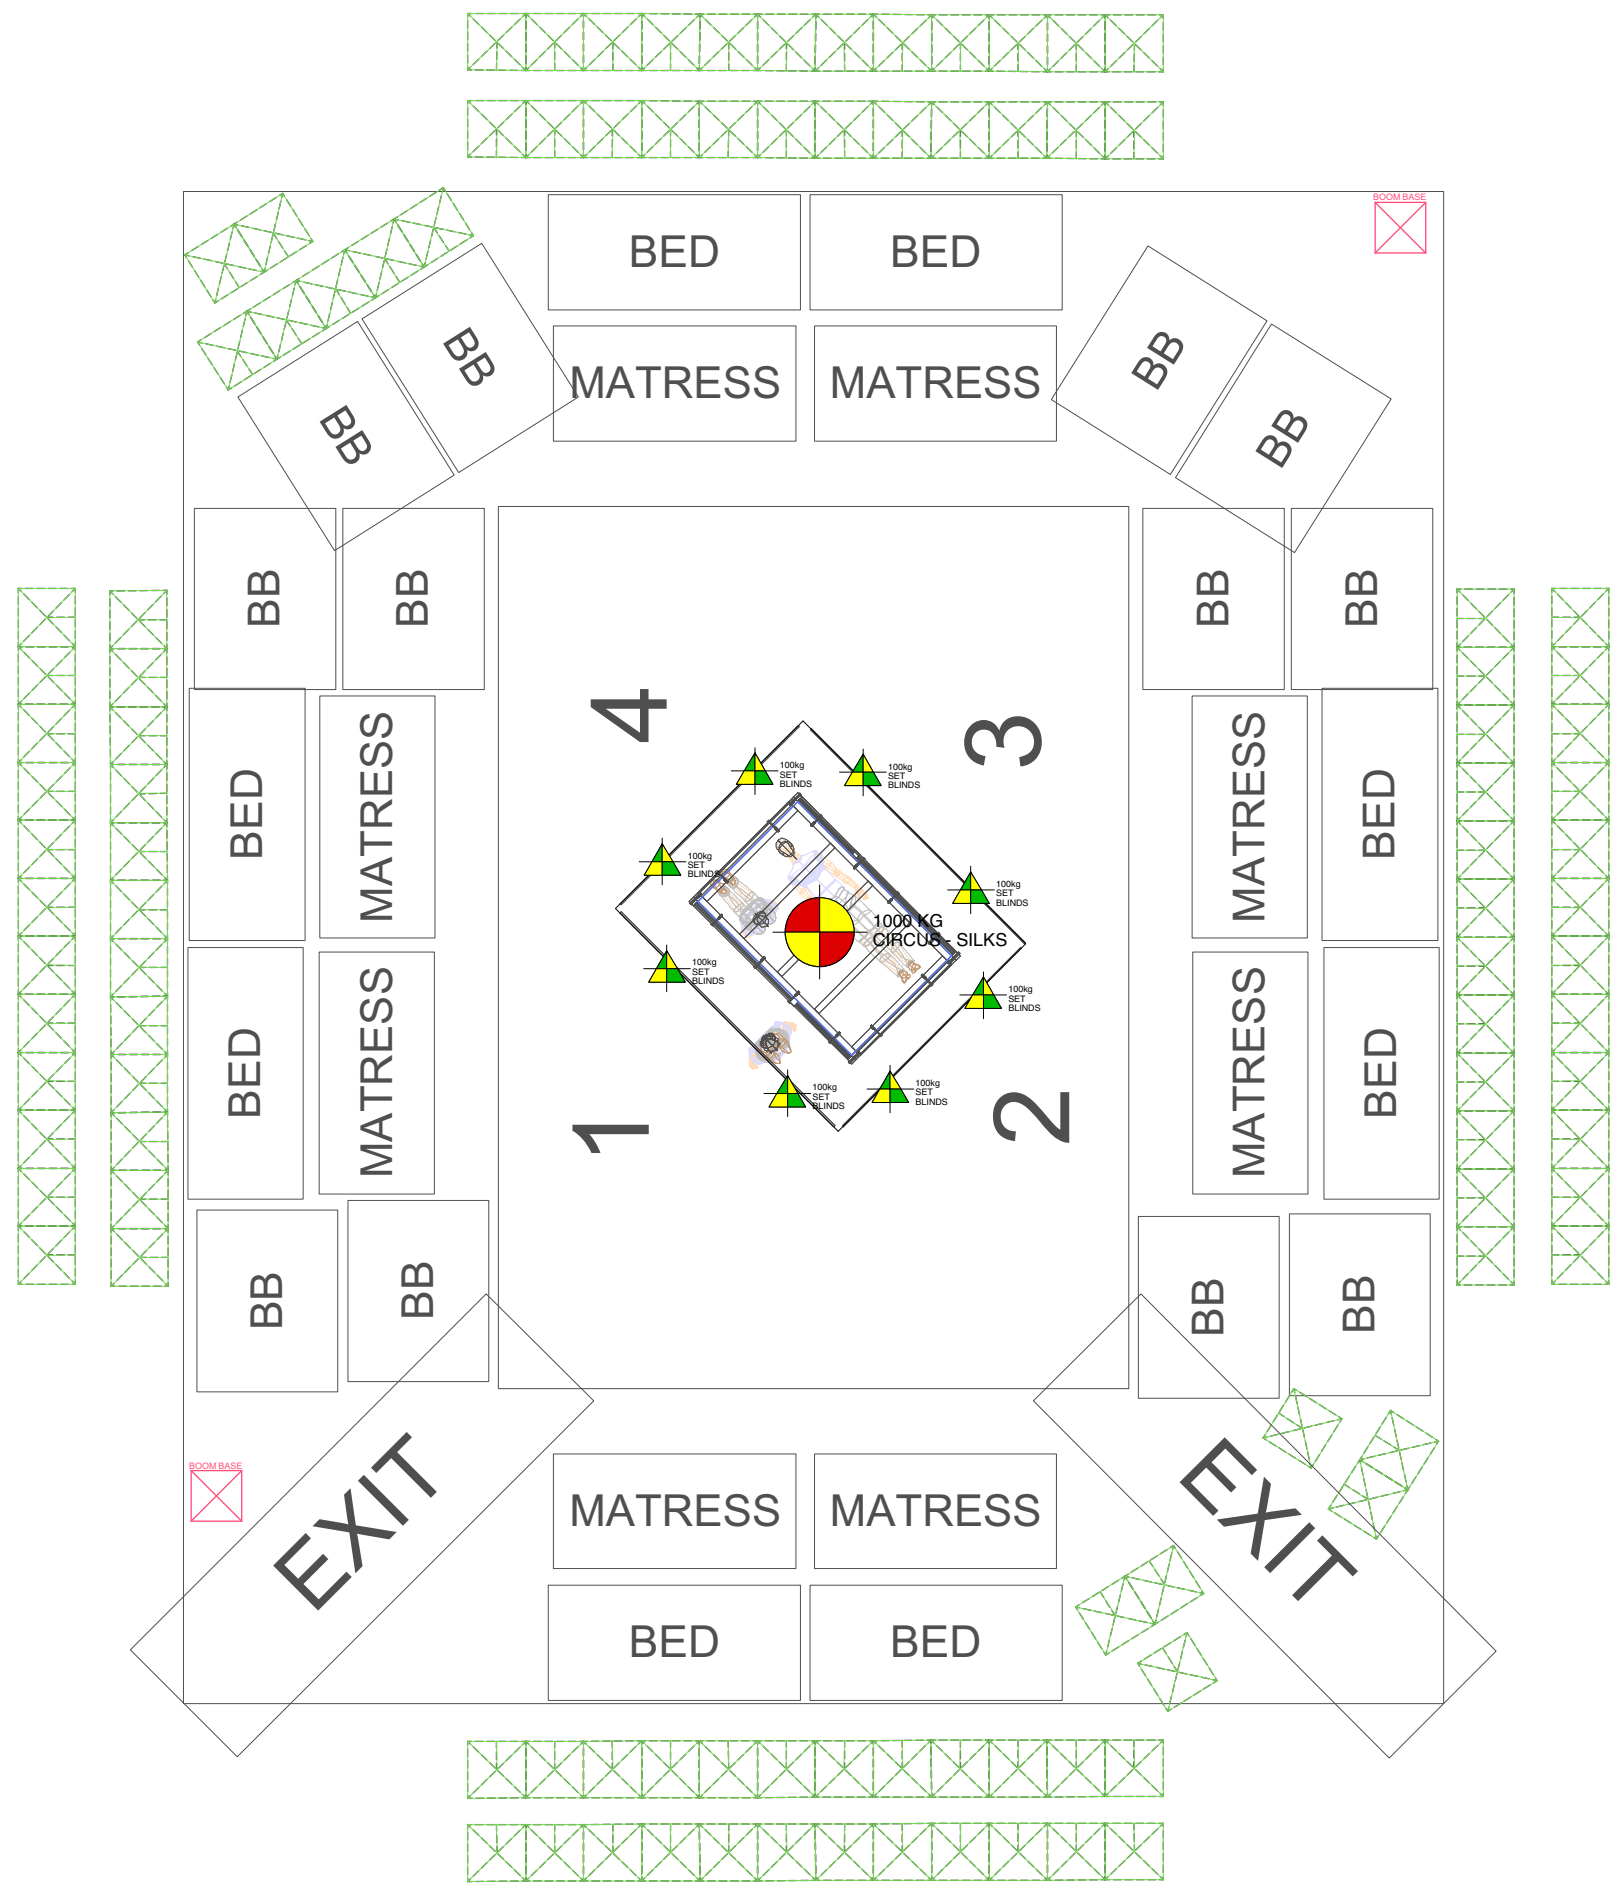 BOOM BASE
BED
BED
BB
BB
MATRESS
MATRESS
BB
BB
BB
BB
BB
BB
4
3
100kg
SET
BLINDS
100kg
SET
BLINDS
BED
MATRESS
MATRESS
BED
100kg
SET
BLINDS
100kg
SET
BLINDS
1000 KG
CIRCUS - SILKS
100kg
SET
BLINDS
100kg
SET
BLINDS
BED
MATRESS
MATRESS
BED
100kg
SET
BLINDS
100kg
SET
BLINDS
1
2
BB
BB
BB
BB
BOOM BASE
EXIT
EXIT
MATRESS
MATRESS
BED
BED